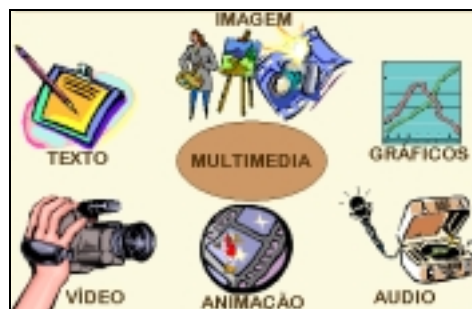 IMAGEM
TEXTO
MULTIMEDIA
GRÁFICOS
VÍDEO
ANIMAÇÃO
AUDIO